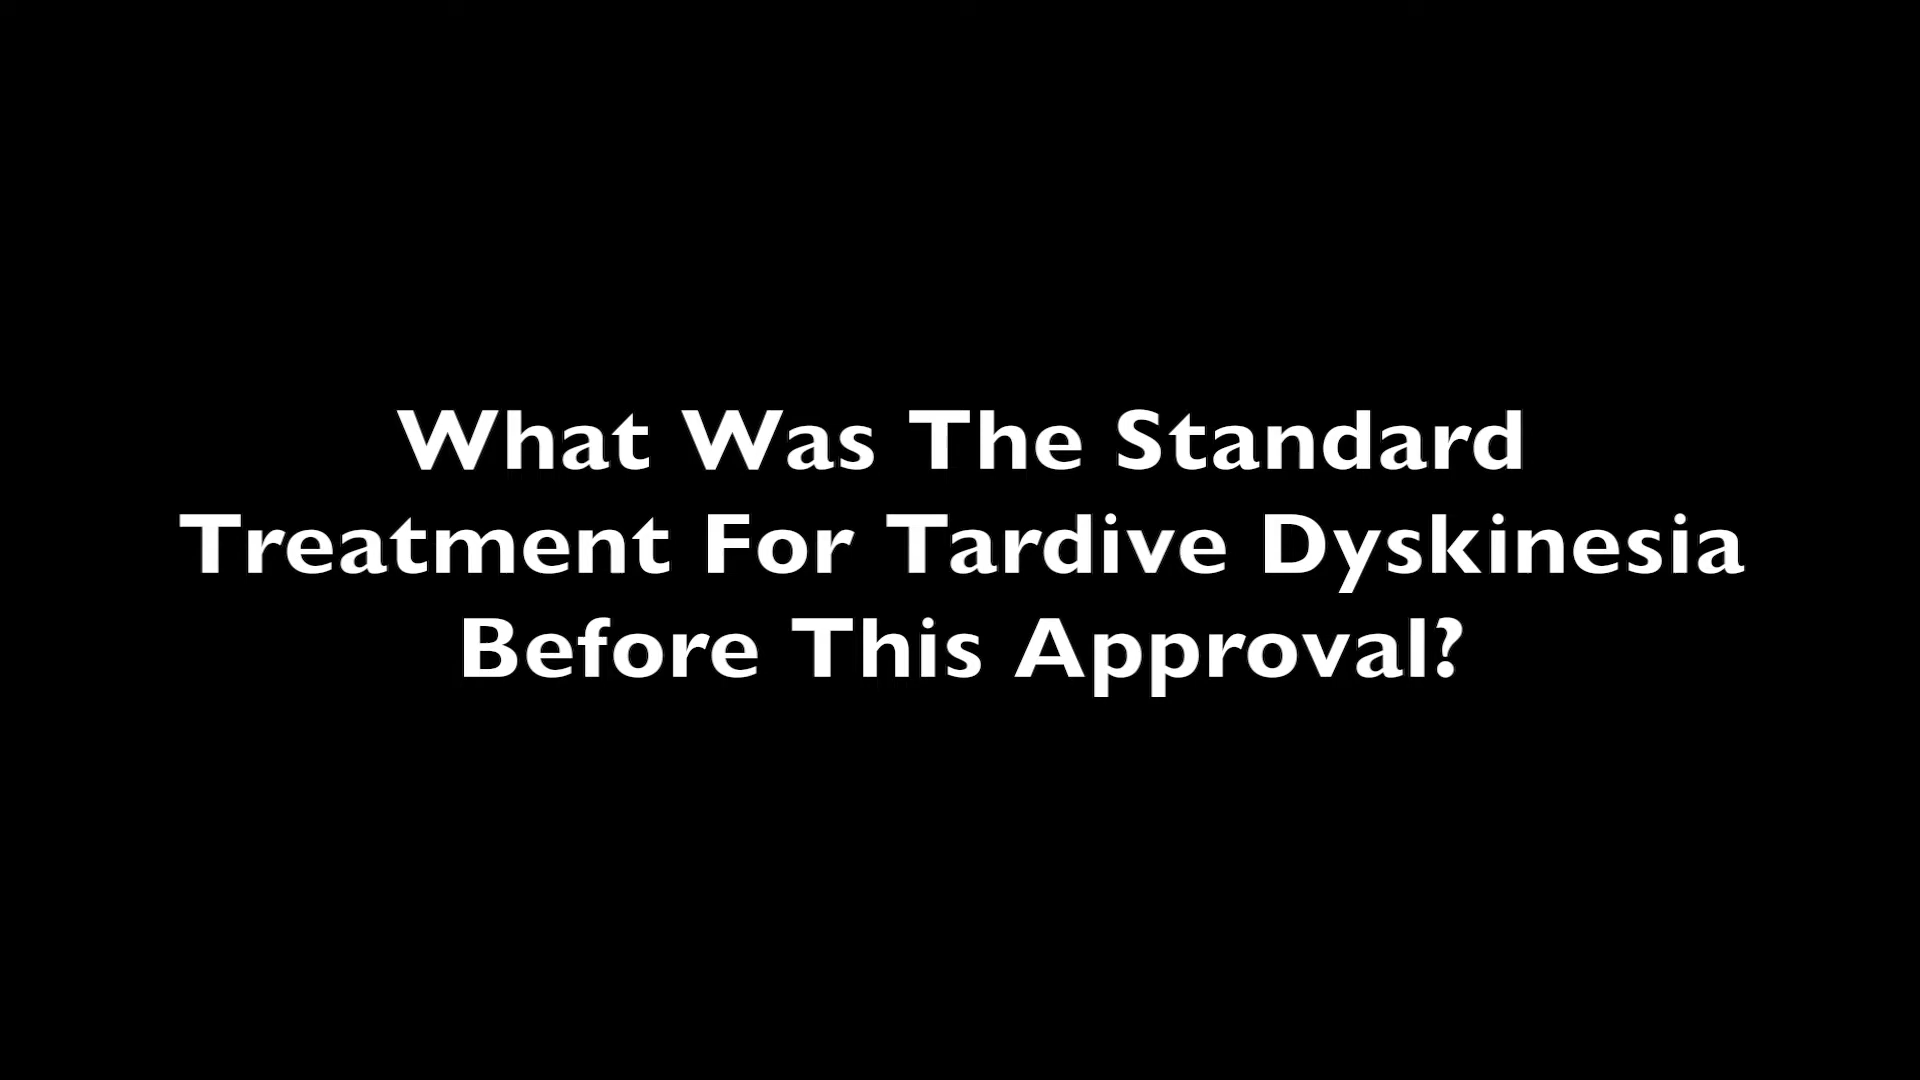 What Was The Standard
Treatment For Tardive Dyskinesia
Before This Approval?